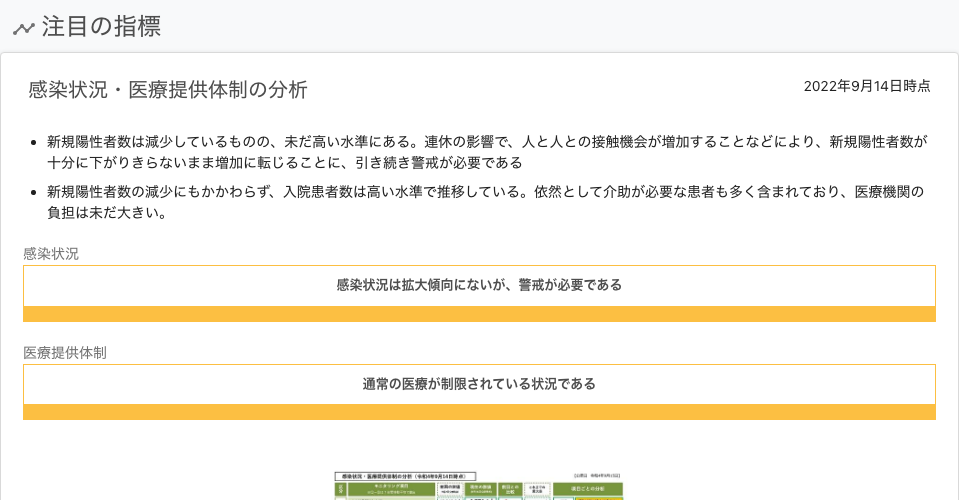 注目の指標
感染状況・医療提供体制の分析
2022年9月14日時点
新規陽性者数は減少しているものの、未だ高い水準にある。連休の影響で、人と人との接触機会が増加することなどにより、新規陽性者数が
十分に下がりきらないまま増加に転じることに、引き続き警戒が必要である
新規陽性者数の減少にもかかわらず、入院患者数は高い水準で推移している。依然として介助が必要な患者も多く含まれており、医療機関の
負担は未だ大きい。
感染状況
感染状況は拡大傾向にないが、警戒が必要である
医療提供体制
通常の医療が制限されている状況である
感染状況・医療提供体制の分析（令和4年9月14日時点）
モニタリング項目